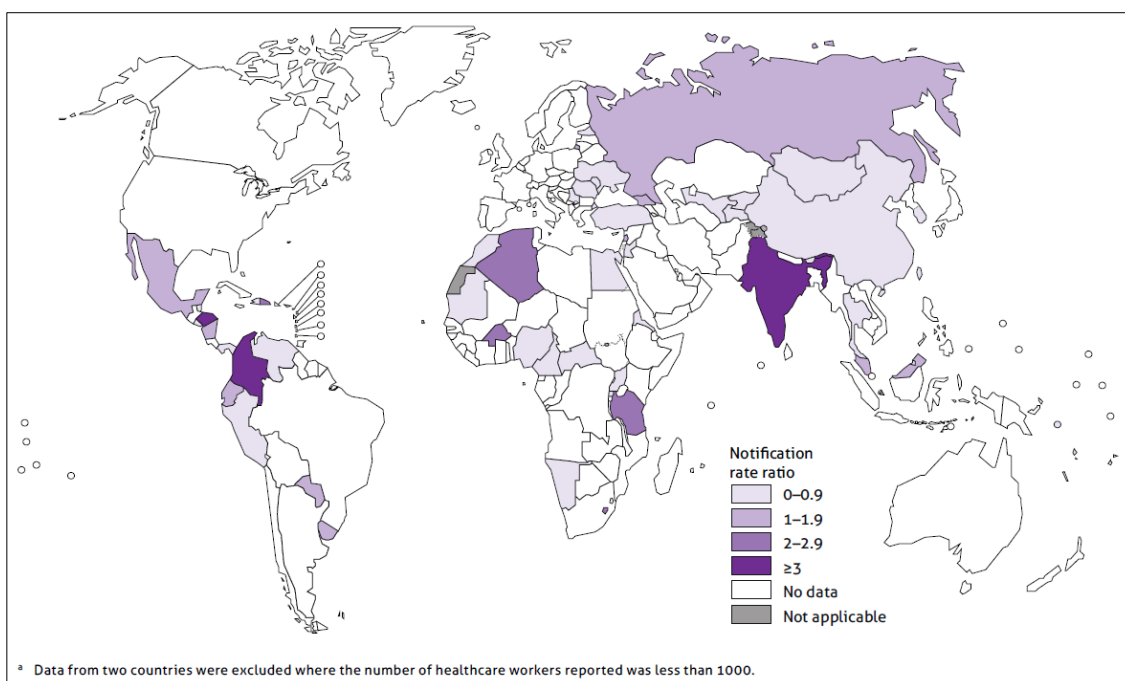 Notification
rate ratio
0–0.9
1–1.9
2–2.9
≥3
No data
Not applicable
a Data from two countries were excluded where the number of healthcare workers reported was less than 1000.